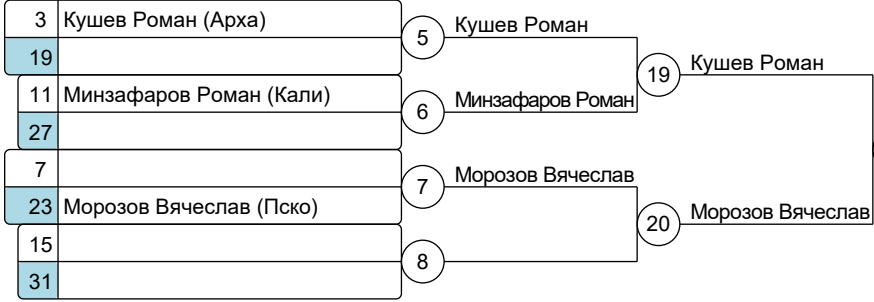 3 Кушев Роман (Арха)
19
5 Кушев Роман
11 Минзафаров Роман (Кали)
27
6 Минзафаров Роман
19 Кушев Роман
7
23 Морозов Вячеслав (Пско)
7 Морозов Вячеслав
15
31
8
20 Морозов Вячеслав